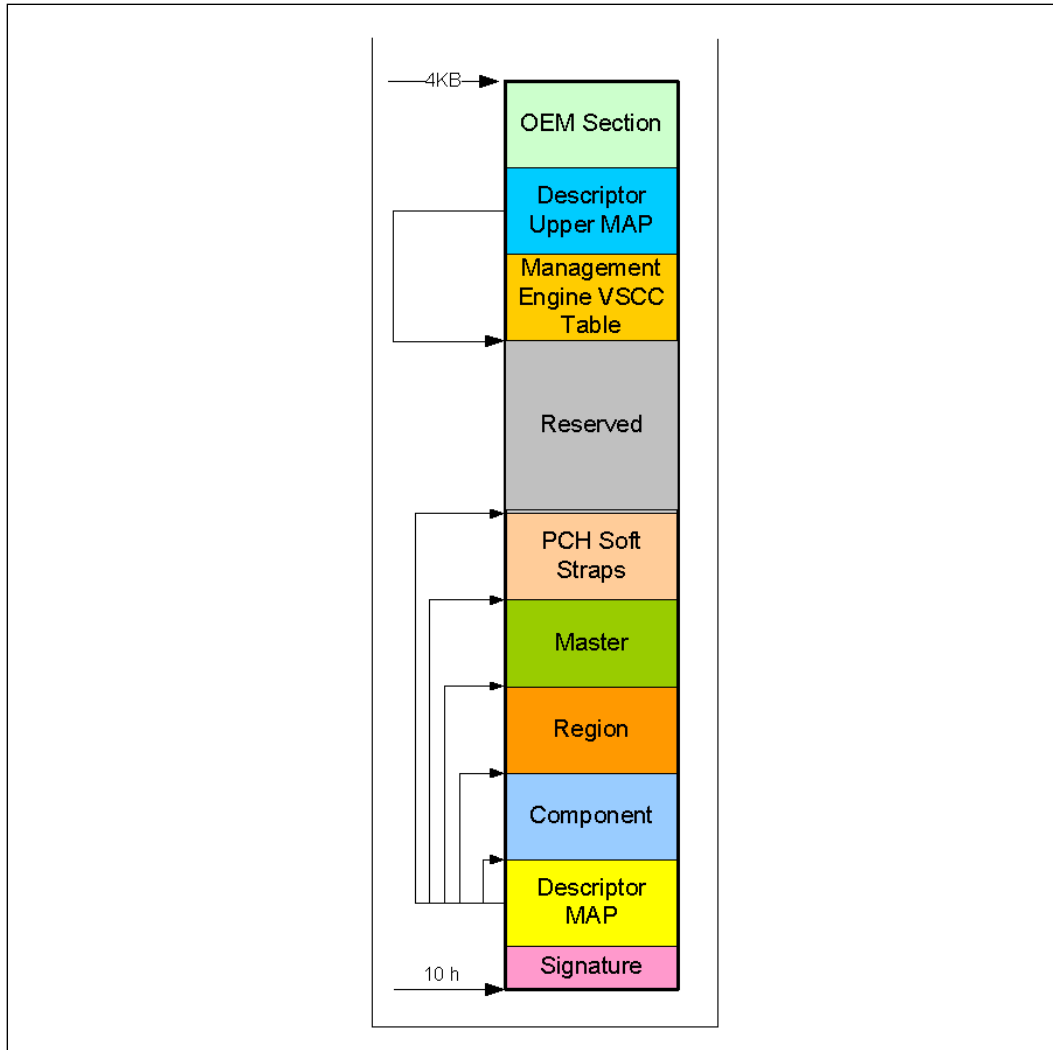 4KB
OEM Section
Descriptor
Upper MAP
Management
Engine VSCC
Table
Reserved
PCH Soft
Straps
Master
Region
Component
Descriptor
MAP
Signature
10 h